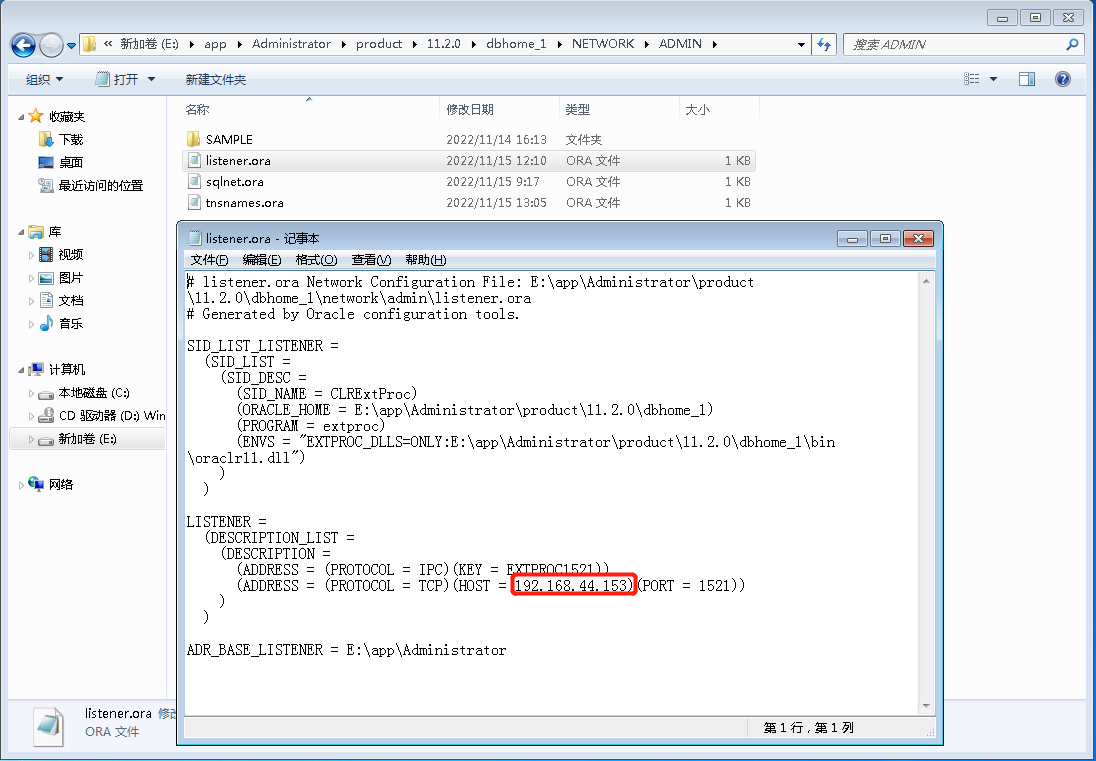 « 新加卷 (E:) ▸ app ▸ Administrator ▸ product ▸ 11.2.0 ▸ dbhome_1 ▸ NETWORK ▸ ADMIN ▸
搜索 ADMIN
组织 打开 新建文件夹
名称 修改日期 类型 大小
SAMPLE 2022/11/14 16:13 文件夹
listener.ora 2022/11/15 12:10 ORA 文件 1 KB
sqlnet.ora 2022/11/15 9:17 ORA 文件 1 KB
tnsnames.ora 2022/11/15 13:05 ORA 文件 1 KB
收藏夹
下载
桌面
最近访问的位置
库
视频
图片
文档
音乐
计算机
本地磁盘 (C:)
CD 驱动器 (D:) Win
新加卷 (E:)
网络
listener.ora - 记事本
文件(F) 编辑(E) 格式(O) 查看(V) 帮助(H)
# listener.ora Network Configuration File: E:\app\Administrator\product
\11.2.0\dbhome_1\network\admin\listener.ora
# Generated by Oracle configuration tools.
SID_LIST_LISTENER =
(SID_LIST =
(SID_DESC =
(SID_NAME = CLRExtProc)
(ORACLE_HOME = E:\app\Administrator\product\11.2.0\dbhome_1)
(PROGRAM = extproc)
(ENVS = "EXTPROC_DLLS=ONLY:E:\app\Administrator\product\11.2.0\dbhome_1\bin
\oraclr11.dll")
)
)
LISTENER =
(DESCRIPTION_LIST =
(DESCRIPTION =
(ADDRESS = (PROTOCOL = IPC)(KEY = EXTPROC1521))
(ADDRESS = (PROTOCOL = TCP)(HOST = 192.168.44.153)(PORT = 1521))
)
)
ADR_BASE_LISTENER = E:\app\Administrator
第 1 行，第 1 列
listener.ora 修改
ORA 文件